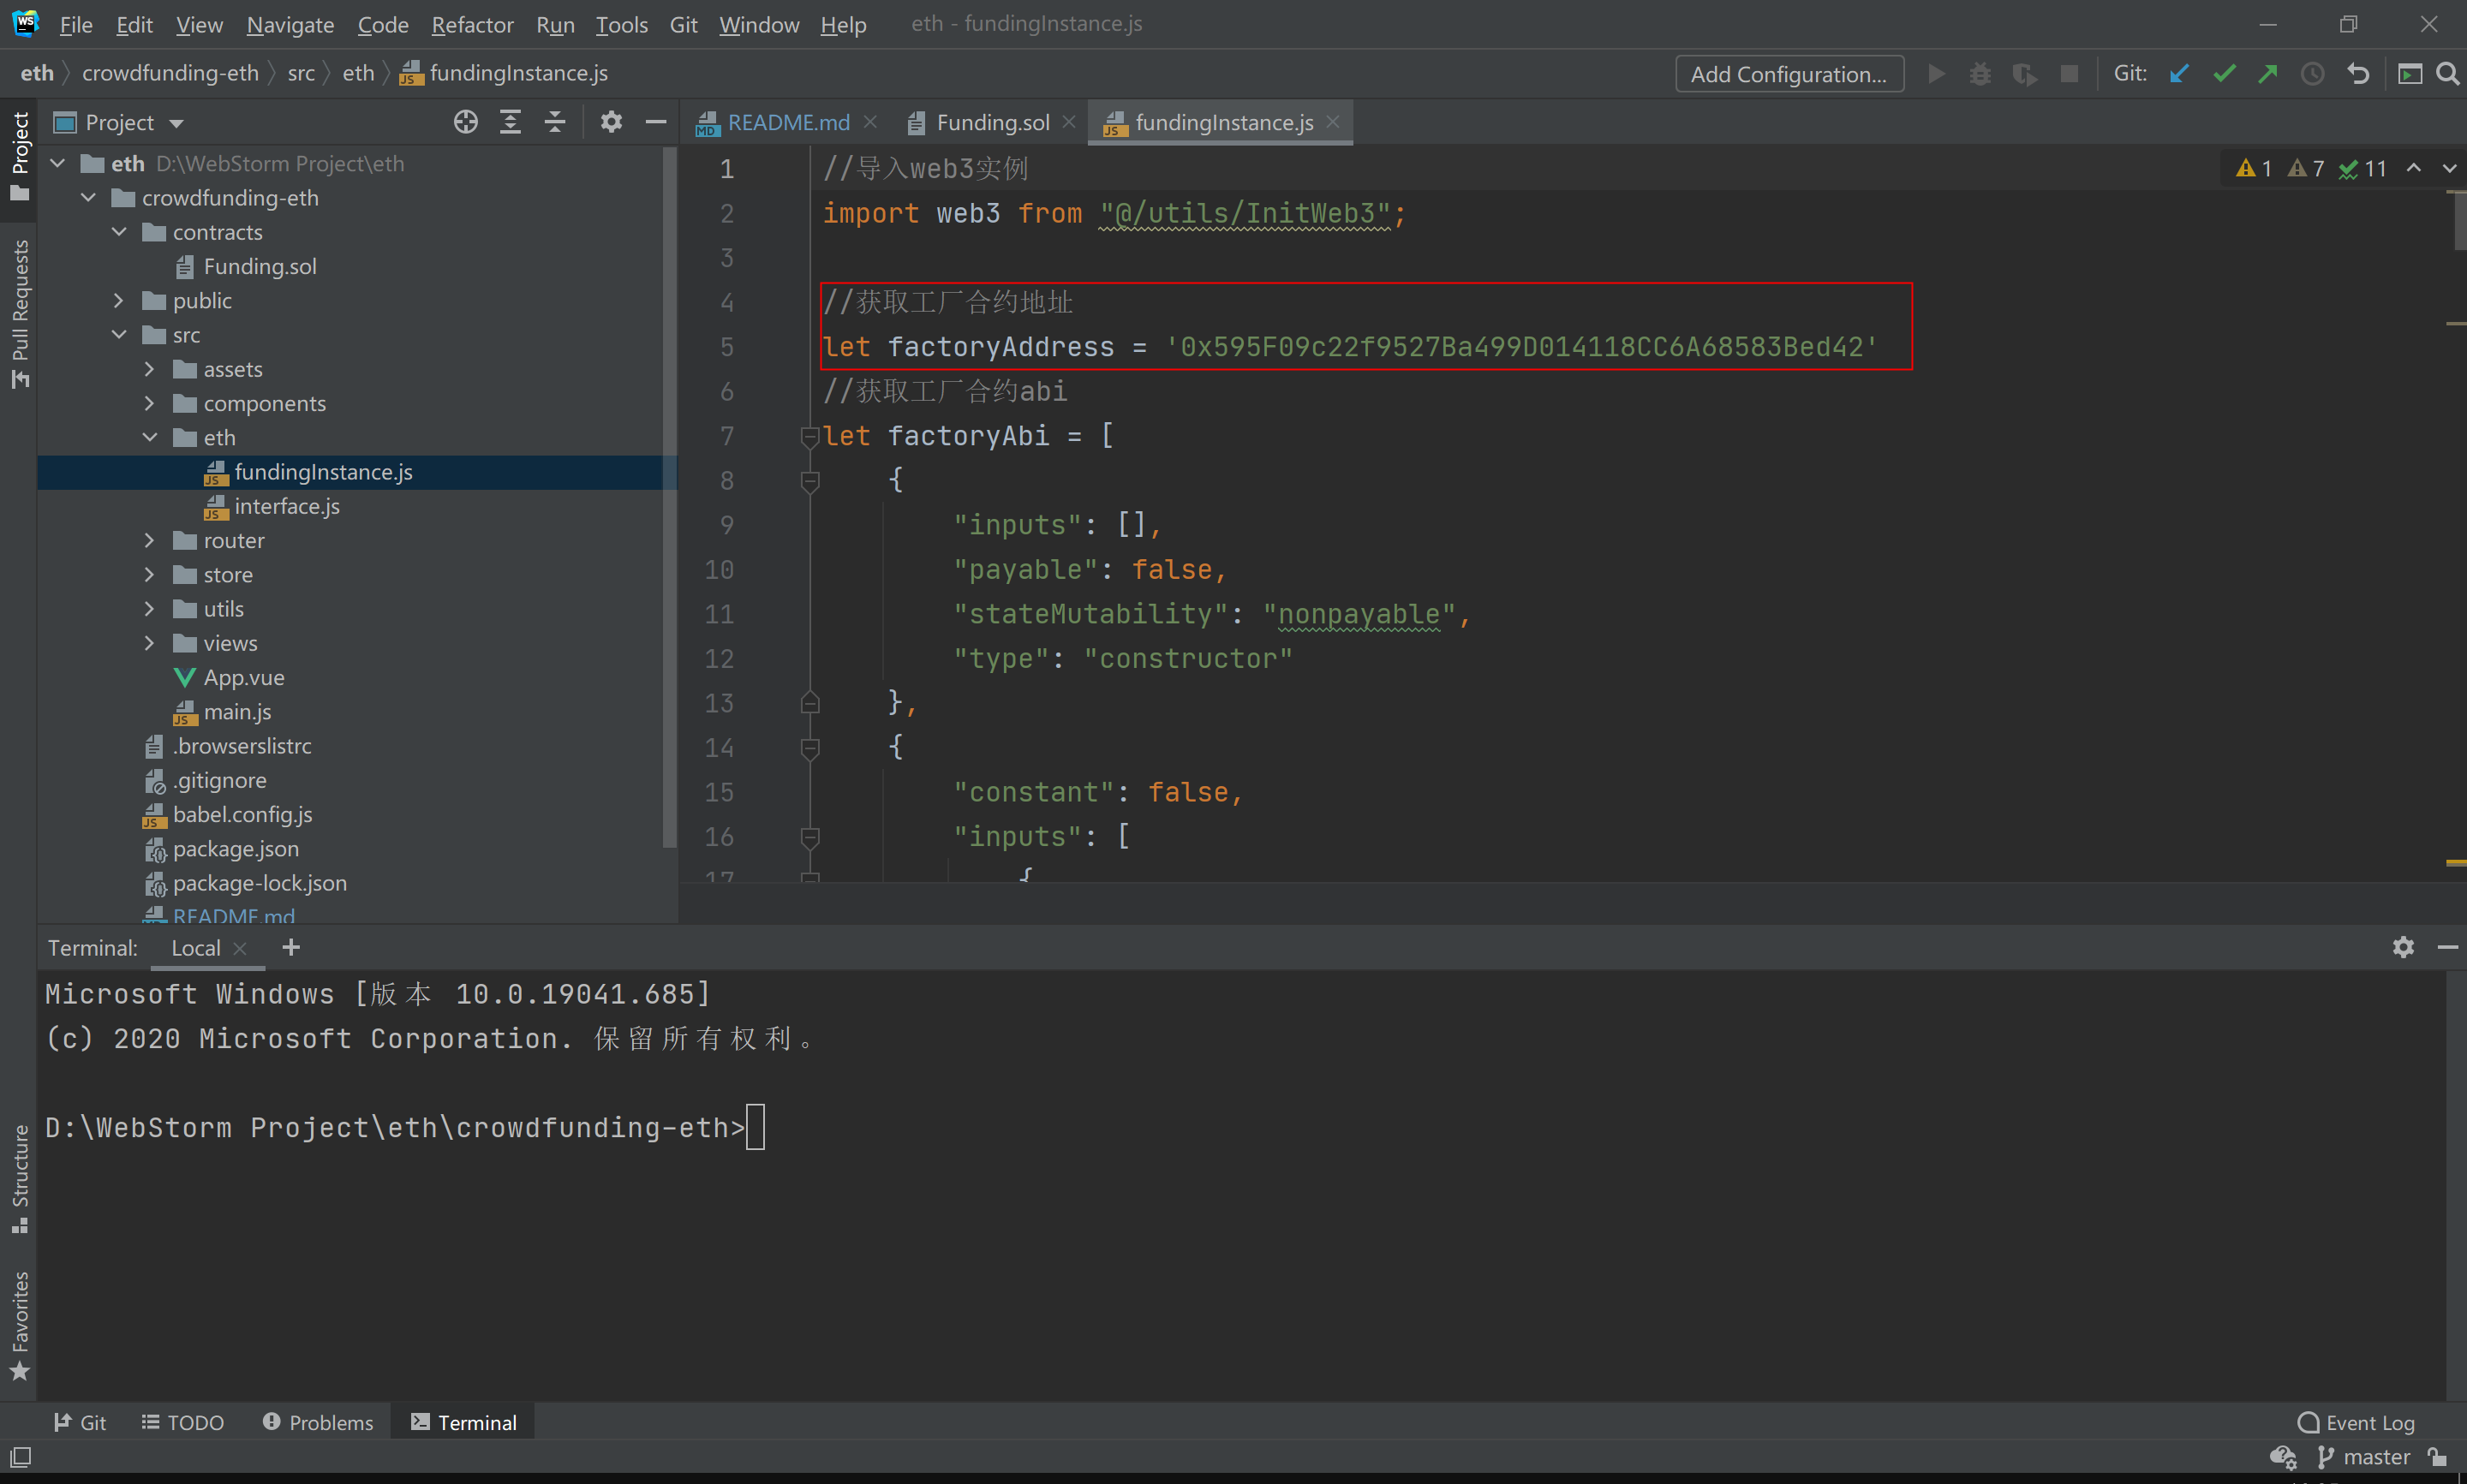 WS File Edit View Navigate Code Refactor Run Tools Git Window Help eth - fundingInstance.js
eth crowdfunding-eth src eth fundingInstance.js Add Configuration... Git:
Project
README.md Funding.sol fundingInstance.js
Project
Pull Requests
Structure
Favorites
eth D:\WebStorm Project\eth
crowdfunding-eth
contracts
Funding.sol
public
src
assets
components
eth
fundingInstance.js
interface.js
router
store
utils
views
App.vue
main.js
.browserslistrc
.gitignore
babel.config.js
package.json
package-lock.json
README.md
1 7 11
1 //导入web3实例
2 import web3 from "@/utils/InitWeb3";
3
4 //获取工厂合约地址
5 let factoryAddress = '0x595F09c22f9527Ba499D014118CC6A68583Bed42'
6 //获取工厂合约abi
7 let factoryAbi = [
8 {
9 "inputs": [],
10 "payable": false,
11 "stateMutability": "nonpayable",
12 "type": "constructor"
13 },
14 {
15 "constant": false,
16 "inputs": [
17 {
Terminal: Local
Microsoft Windows [版本 10.0.19041.685]
(c) 2020 Microsoft Corporation. 保留所有权利。
D:\WebStorm Project\eth\crowdfunding-eth>
Git TODO Problems Terminal Event Log
master